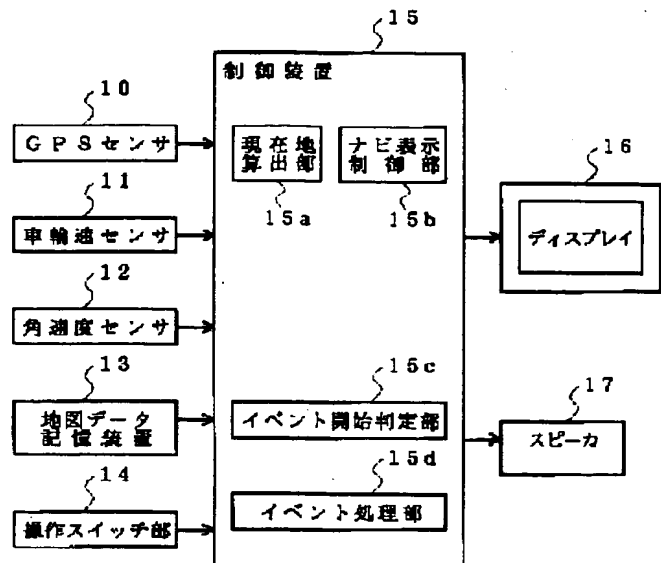 15
制御装置
10
GPSセンサ
現在地
算出部
15a
ナビ表示
制御部
15b
16
ディスプレイ
11
車輪速センサ
12
角速度センサ
13
地図データ
記憶装置
15c
イベント開始判定部
17
スピーカ
14
操作スイッチ部
15d
イベント処理部